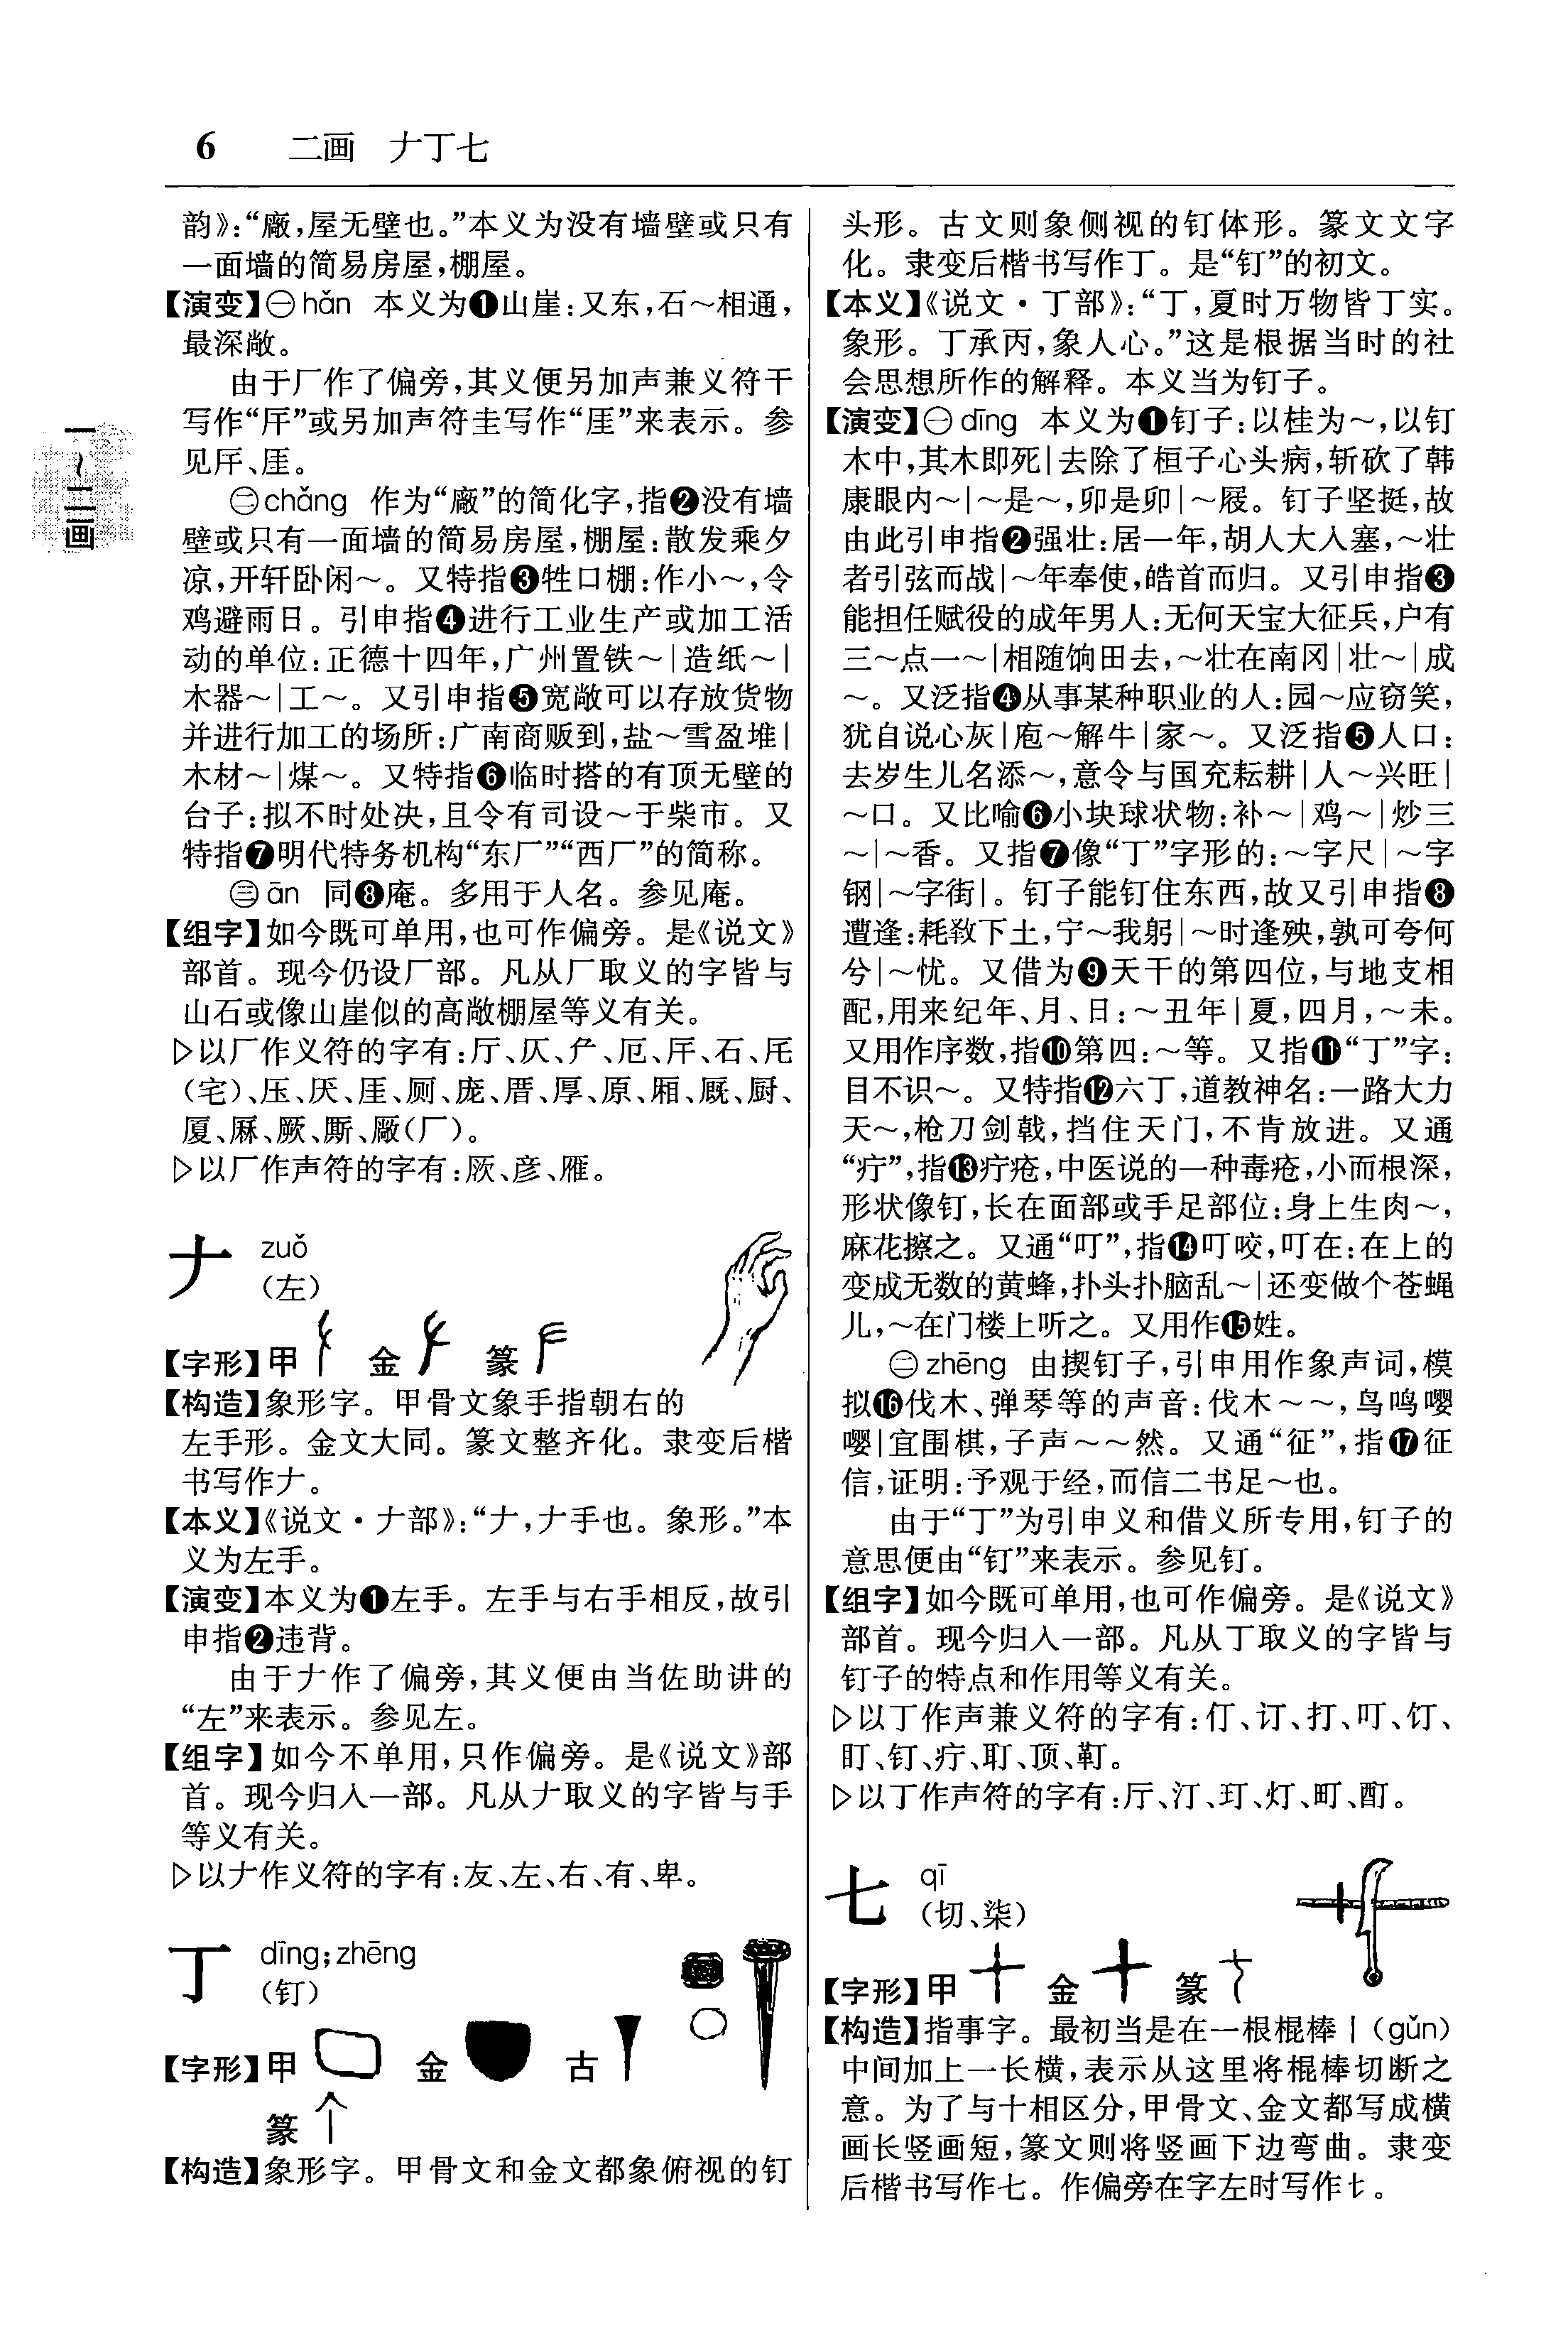 6 二画 𠂇丁七
一～二画
韵》：“廠，屋无壁也。”本义为没有墙壁或只有
一面墙的简易房屋，棚屋。
【演变】㊀hǎn 本义为❶山崖：又东，石～相通，
最深敞。
由于厂作了偏旁，其义便另加声兼义符干
写作“厈”或另加声符圭写作“厓”来表示。参
见厈、厓。
㊁chǎng 作为“廠”的简化字，指❷没有墙
壁或只有一面墙的简易房屋，棚屋：散发乘夕
凉，开轩卧闲～。又特指❸牲口棚：作小～，令
鸡避雨日。引申指❹进行工业生产或加工活
动的单位：正德十四年，广州置铁～｜造纸～｜
木器～｜工～。又引申指❺宽敞可以存放货物
并进行加工的场所：广南商贩到，盐～雪盈堆｜
木材～｜煤～。又特指❻临时搭的有顶无壁的
台子：拟不时处决，且令有司设～于柴市。又
特指❼明代特务机构“东厂”“西厂”的简称。
㊂ān 同❽庵。多用于人名。参见庵。
【组字】如今既可单用，也可作偏旁。是《说文》
部首。现今仍设厂部。凡从厂取义的字皆与
山石或像山崖似的高敞棚屋等义有关。
▷以厂作义符的字有：厅、仄、厃、厄、厈、石、厇
（宅）、压、厌、厓、厕、庞、厝、厚、原、厢、厩、厨、
厦、厤、厥、厮、厰（厂）。
▷以厂作声符的字有：厡、彦、雁。
𠂇 zuǒ
（左）
【字形】甲 金 篆
【构造】象形字。甲骨文象手指朝右的
左手形。金文大同。篆文整齐化。隶变后楷
书写作𠂇。
【本义】《说文·𠂇部》：“𠂇，𠂇手也。象形。”本
义为左手。
【演变】本义为❶左手。左手与右手相反，故引
申指❷违背。
由于𠂇作了偏旁，其义便由当佐助讲的
“左”来表示。参见左。
【组字】如今不单用，只作偏旁。是《说文》部
首。现今归入一部。凡从𠂇取义的字皆与手
等义有关。
▷以𠂇作义符的字有：友、左、右、有、卑。
丁 dīng；zhēng
（钉）
【字形】甲 金 古
篆
【构造】象形字。甲骨文和金文都象俯视的钉
头形。古文则象侧视的钉体形。篆文文字
化。隶变后楷书写作丁。是“钉”的初文。
【本义】《说文·丁部》：“丁，夏时万物皆丁实。
象形。丁承丙，象人心。”这是根据当时的社
会思想所作的解释。本义当为钉子。
【演变】㊀dīng 本义为❶钉子：以桂为～，以钉
木中，其木即死｜去除了桓子心头病，斩砍了韩
康眼内～｜～是～，卯是卯｜～屐。钉子坚挺，故
由此引申指❷强壮：居一年，胡人大入塞，～壮
者引弦而战｜～年奉使，皓首而归。又引申指❸
能担任赋役的成年男人：无何天宝大征兵，户有
三～点一～｜相随饷田去，～壮在南冈｜壮～｜成
～。又泛指❹从事某种职业的人：园～应窃笑，
犹自说心灰｜庖～解牛｜家～。又泛指❺人口：
去岁生儿名添～，意令与国充耘耕｜人～兴旺｜
～口。又比喻❻小块球状物：补～｜鸡～｜炒三
～｜～香。又指❼像“丁”字形的：～字尺｜～字
钢｜～字街｜。钉子能钉住东西，故又引申指❽
遭逢：耗斁下土，宁～我躬｜～时逢殃，孰可夸何
兮｜～忧。又借为❾天干的第四位，与地支相
配，用来纪年、月、日：～丑年｜夏，四月，～未。
又用作序数，指❿第四：～等。又指⓫“丁”字：
目不识～。又特指⓬六丁，道教神名：一路大力
天～，枪刀剑戟，挡住天门，不肯放进。又通
“疔”，指⓭疔疮，中医说的一种毒疮，小而根深，
形状像钉，长在面部或手足部位：身上生肉～，
麻花擦之。又通“叮”，指⓮叮咬，叮在：在上的
变成无数的黄蜂，扑头扑脑乱～｜还变做个苍蝇
儿，～在门楼上听之。又用作⓯姓。
㊁zhēng 由揳钉子，引申用作象声词，模
拟⓰伐木、弹琴等的声音：伐木～～，鸟鸣嘤
嘤｜宜围棋，子声～～然。又通“征”，指⓱征
信，证明：予观于经，而信二书足～也。
由于“丁”为引申义和借义所专用，钉子的
意思便由“钉”来表示。参见钉。
【组字】如今既可单用，也可作偏旁。是《说文》
部首。现今归入一部。凡从丁取义的字皆与
钉子的特点和作用等义有关。
▷以丁作声兼义符的字有：仃、订、打、叮、饤、
盯、钉、疔、耵、顶、靪。
▷以丁作声符的字有：厅、汀、玎、灯、町、酊。
七 qī
（切、柒）
【字形】甲 金 篆
【构造】指事字。最初当是在一根棍棒丨（gǔn）
中间加上一长横，表示从这里将棍棒切断之
意。为了与十相区分，甲骨文、金文都写成横
画长竖画短，篆文则将竖画下边弯曲。隶变
后楷书写作七。作偏旁在字左时写作㇀。